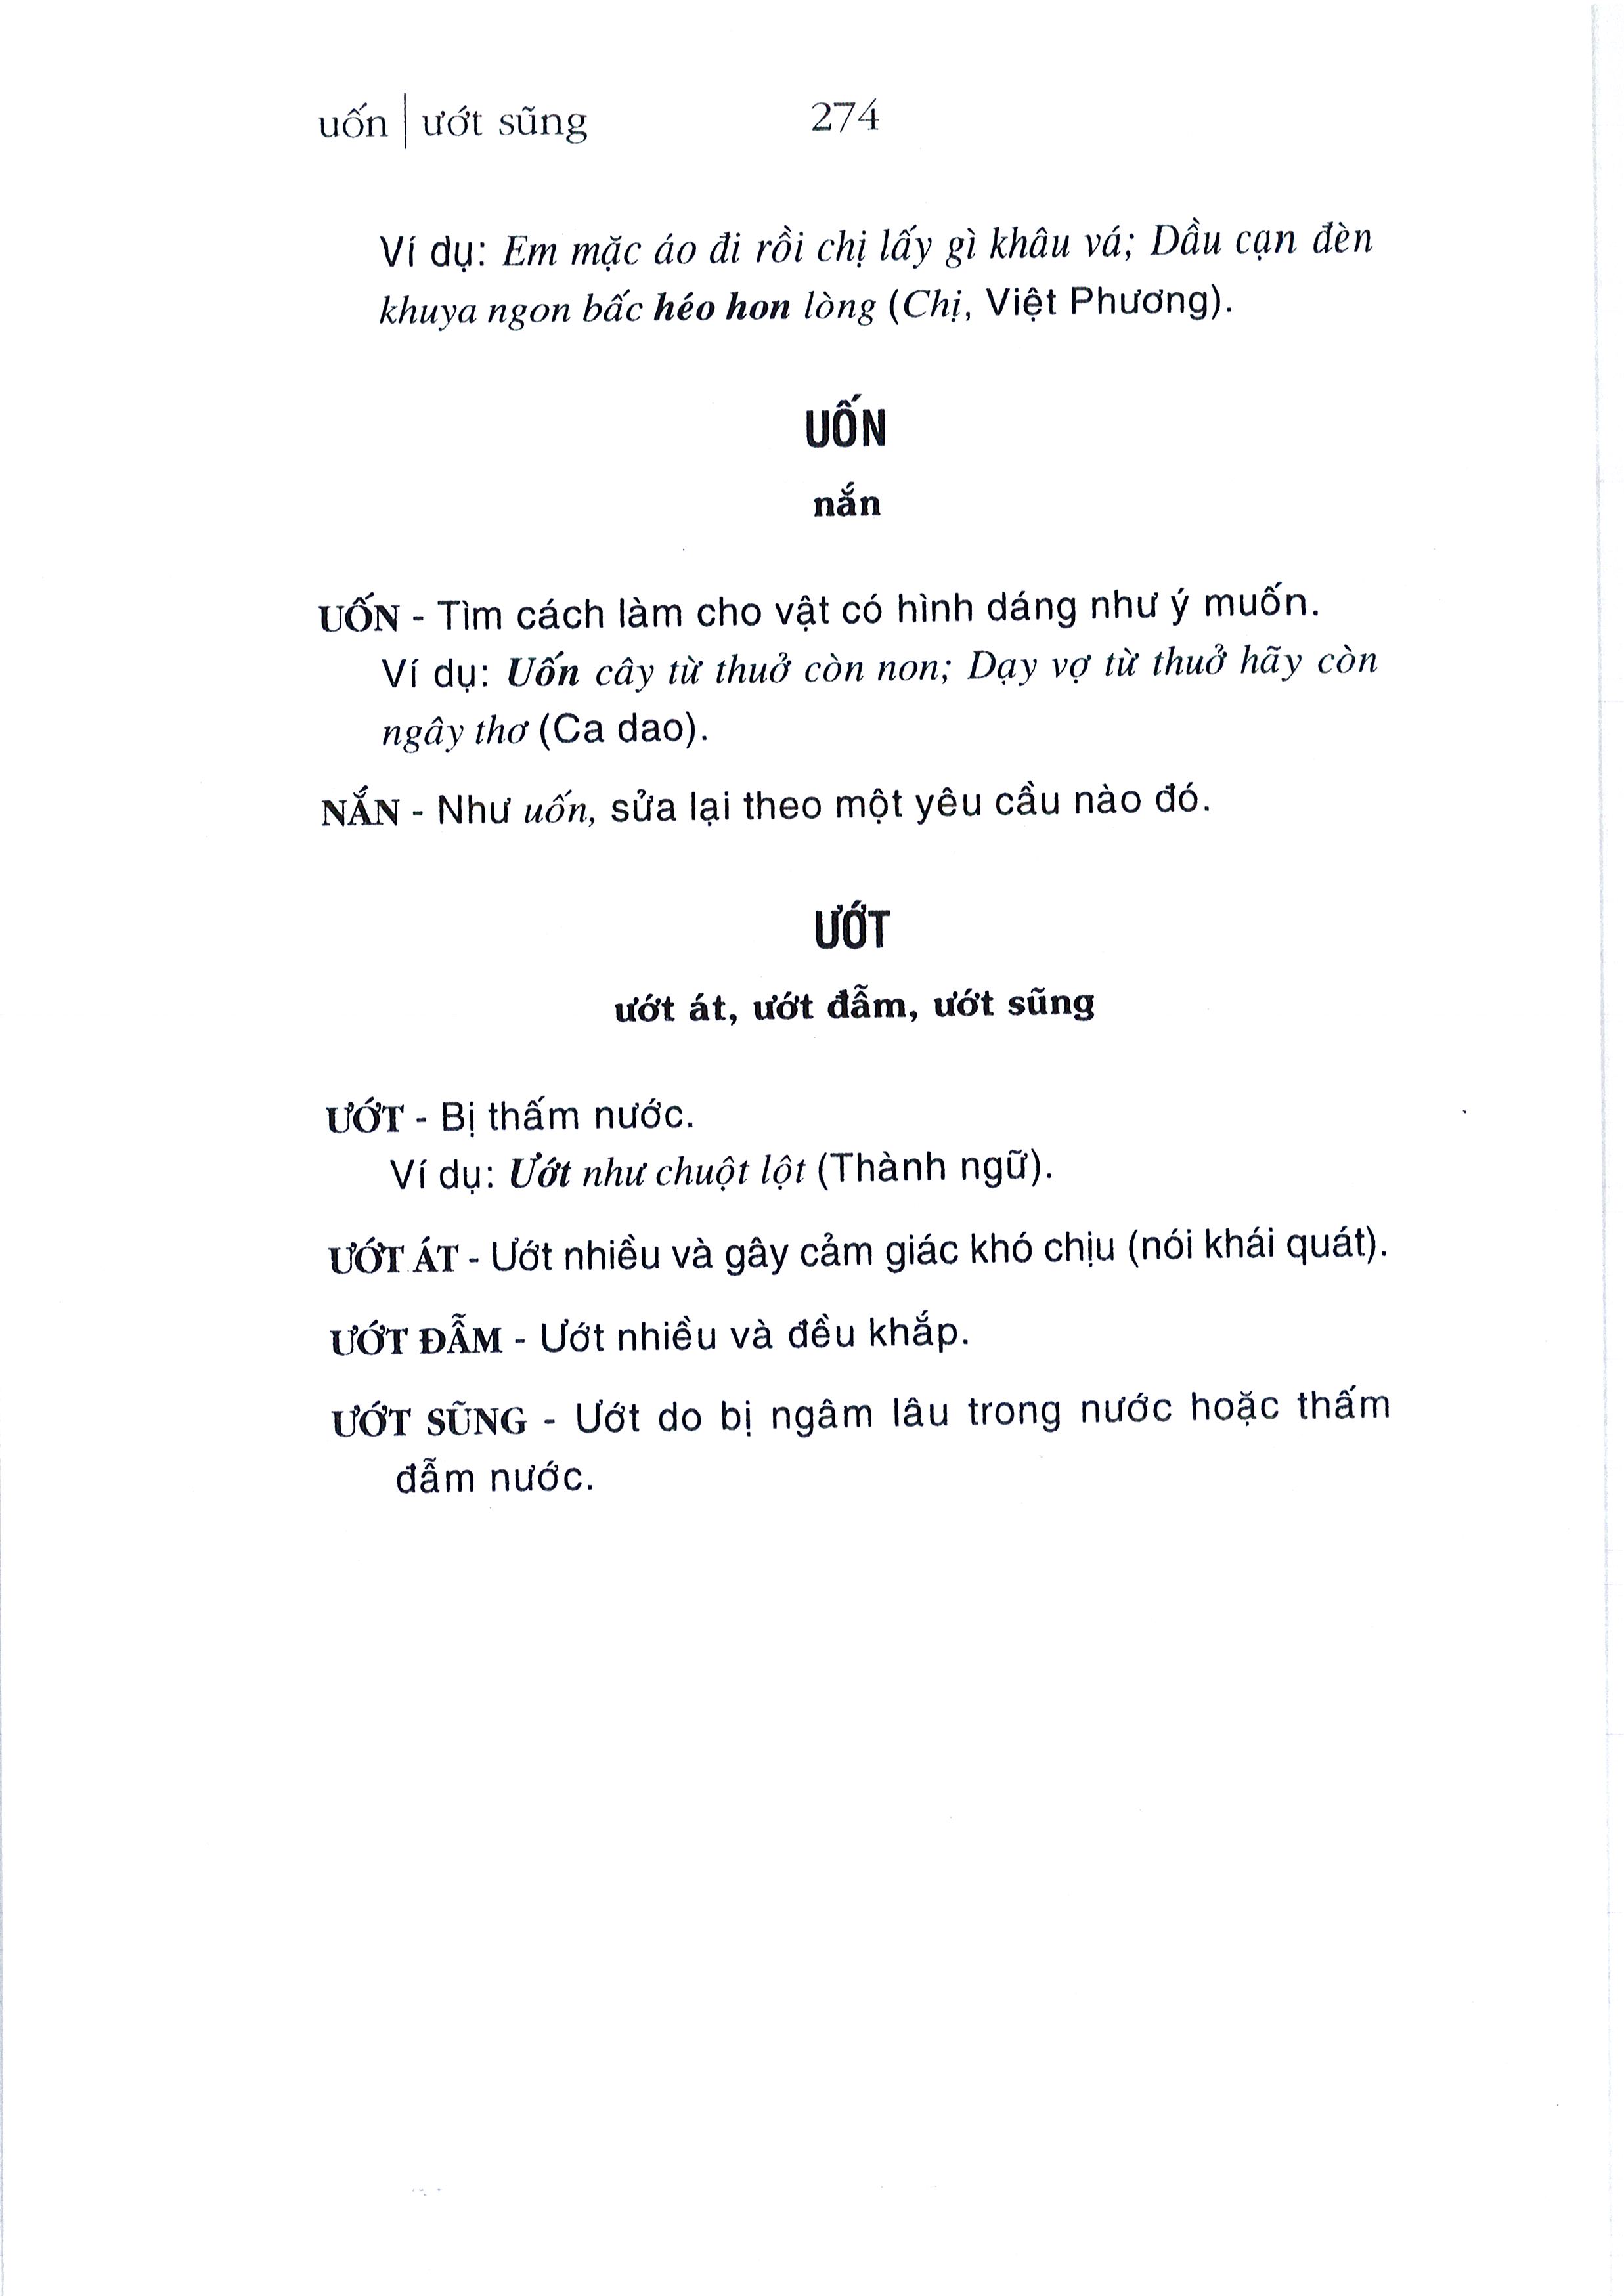 uốn | ướt sũng 274
Ví dụ: Em mặc áo đi rồi chị lấy gì khâu vá; Dầu cạn đèn
khuya ngon bấc héo hon lòng (Chị, Việt Phương).
UỐN
nắn
UỐN - Tìm cách làm cho vật có hình dáng như ý muốn.
Ví dụ: Uốn cây từ thuở còn non; Dạy vợ từ thuở hãy còn
ngây thơ (Ca dao).
NẮN - Như uốn, sửa lại theo một yêu cầu nào đó.
ƯỚT
ướt át, ướt đẫm, ướt sũng
ƯỚT - Bị thấm nước.
Ví dụ: Ướt như chuột lột (Thành ngữ).
ƯỚT ÁT - Ướt nhiều và gây cảm giác khó chịu (nói khái quát).
ƯỚT ĐẪM - Ướt nhiều và đều khắp.
ƯỚT SŨNG - Ướt do bị ngâm lâu trong nước hoặc thấm
đẫm nước.